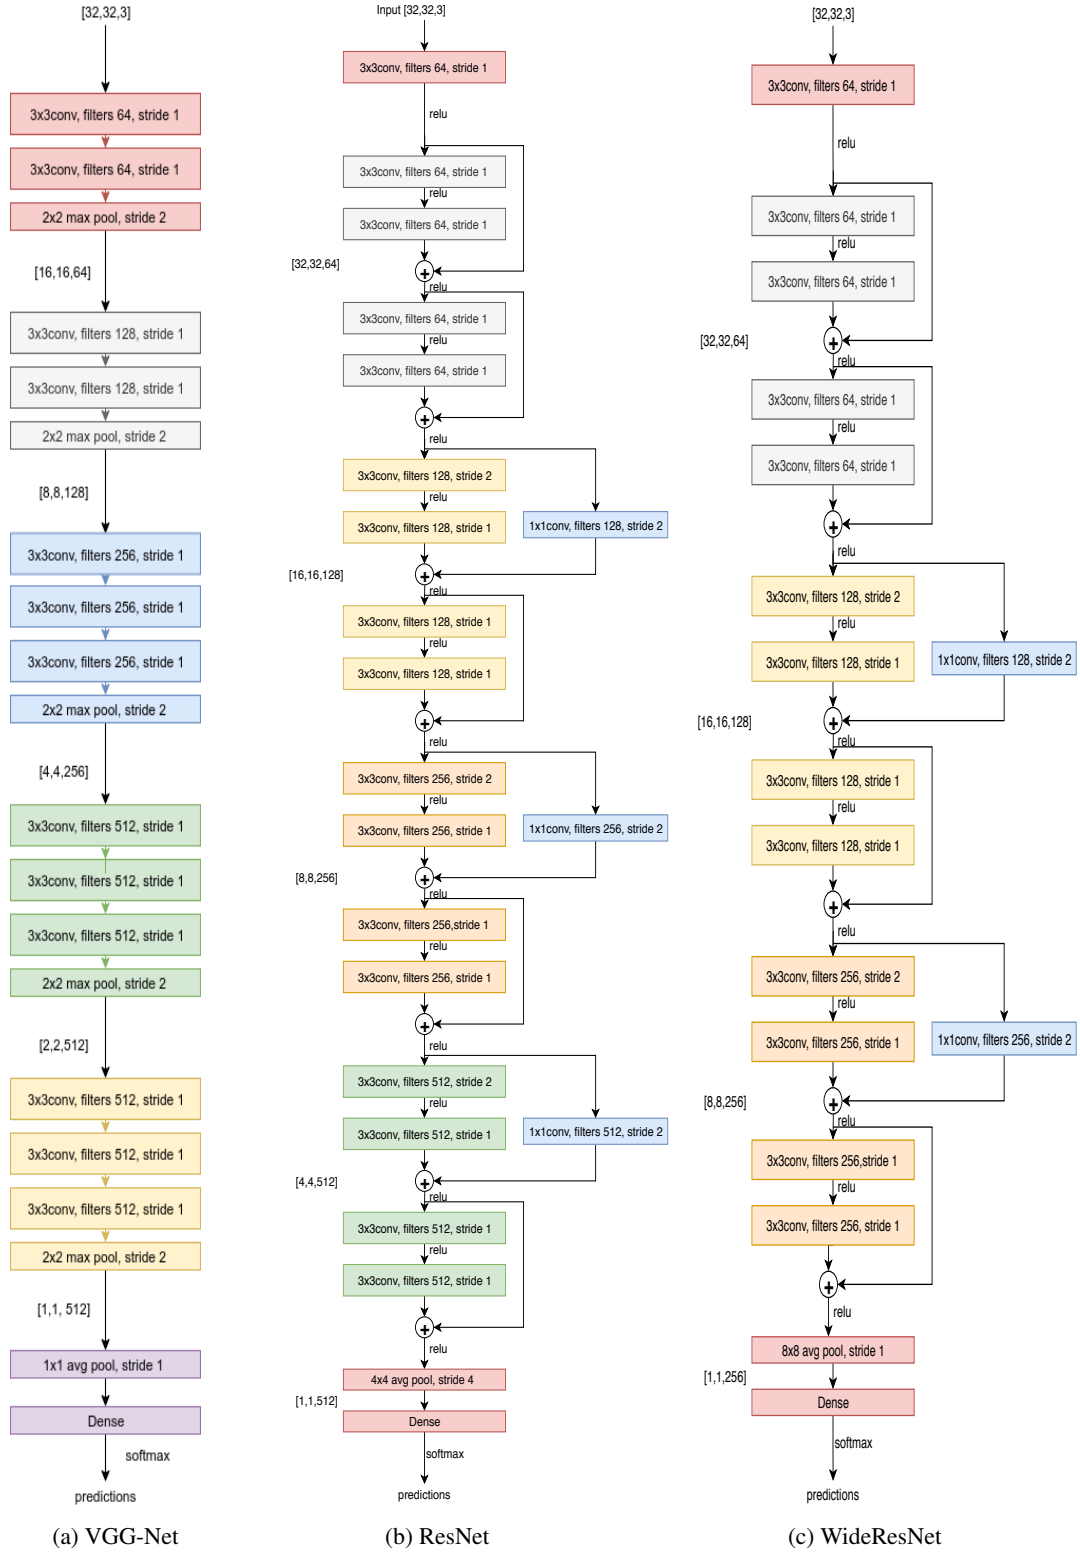 [32,32,3]
3x3conv, filters 64, stride 1
3x3conv, filters 64, stride 1
2x2 max pool, stride 2
[16,16,64]
3x3conv, filters 128, stride 1
3x3conv, filters 128, stride 1
2x2 max pool, stride 2
[8,8,128]
3x3conv, filters 256, stride 1
3x3conv, filters 256, stride 1
3x3conv, filters 256, stride 1
2x2 max pool, stride 2
[4,4,256]
3x3conv, filters 512, stride 1
3x3conv, filters 512, stride 1
3x3conv, filters 512, stride 1
2x2 max pool, stride 2
[2,2,512]
3x3conv, filters 512, stride 1
3x3conv, filters 512, stride 1
3x3conv, filters 512, stride 1
2x2 max pool, stride 2
[1,1, 512]
1x1 avg pool, stride 1
Dense
softmax
predictions
(a) VGG-Net
Input [32,32,3]
3x3conv, filters 64, stride 1
relu
3x3conv, filters 64, stride 1
relu
3x3conv, filters 64, stride 1
[32,32,64]
+
relu
3x3conv, filters 64, stride 1
relu
3x3conv, filters 64, stride 1
+
relu
3x3conv, filters 128, stride 2
relu
3x3conv, filters 128, stride 1
1x1conv, filters 128, stride 2
[16,16,128]
+
relu
3x3conv, filters 128, stride 1
relu
3x3conv, filters 128, stride 1
+
relu
3x3conv, filters 256, stride 2
relu
3x3conv, filters 256, stride 1
1x1conv, filters 256, stride 2
[8,8,256]
+
relu
3x3conv, filters 256,stride 1
relu
3x3conv, filters 256, stride 1
+
relu
3x3conv, filters 512, stride 2
relu
3x3conv, filters 512, stride 1
1x1conv, filters 512, stride 2
[4,4,512]
+
relu
3x3conv, filters 512, stride 1
relu
3x3conv, filters 512, stride 1
+
relu
4x4 avg pool, stride 4
[1,1,512]
Dense
softmax
predictions
(b) ResNet
[32,32,3]
3x3conv, filters 64, stride 1
relu
3x3conv, filters 64, stride 1
relu
3x3conv, filters 64, stride 1
[32,32,64]
+
relu
3x3conv, filters 64, stride 1
relu
3x3conv, filters 64, stride 1
+
relu
3x3conv, filters 128, stride 2
relu
3x3conv, filters 128, stride 1
1x1conv, filters 128, stride 2
[16,16,128]
+
relu
3x3conv, filters 128, stride 1
relu
3x3conv, filters 128, stride 1
+
relu
3x3conv, filters 256, stride 2
relu
3x3conv, filters 256, stride 1
1x1conv, filters 256, stride 2
[8,8,256]
+
relu
3x3conv, filters 256,stride 1
relu
3x3conv, filters 256, stride 1
+
relu
8x8 avg pool, stride 1
[1,1,256]
Dense
softmax
predictions
(c) WideResNet